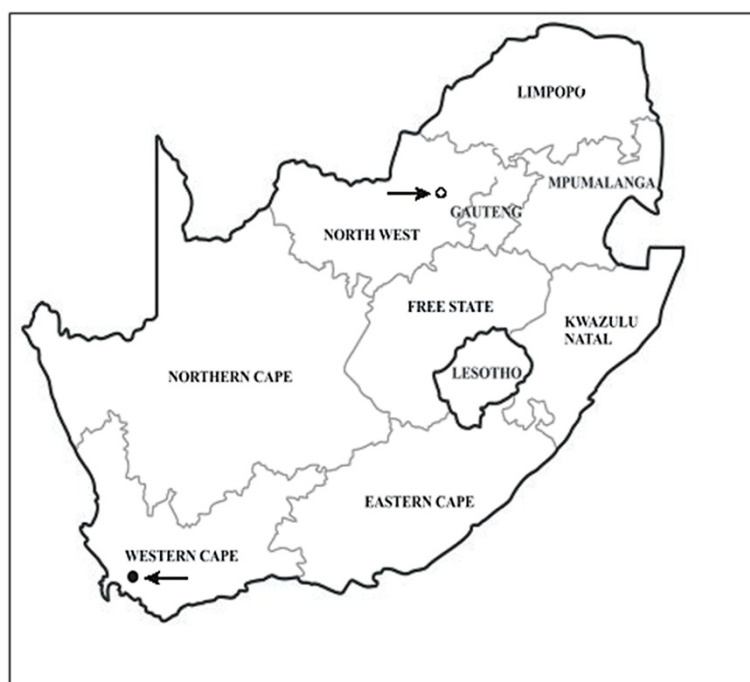 LIMPOPO
MPUMALANGA
GAUTENG
NORTH WEST
FREE STATE
KWAZULU
NATAL
LESOTHO
NORTHERN CAPE
EASTERN CAPE
WESTERN CAPE